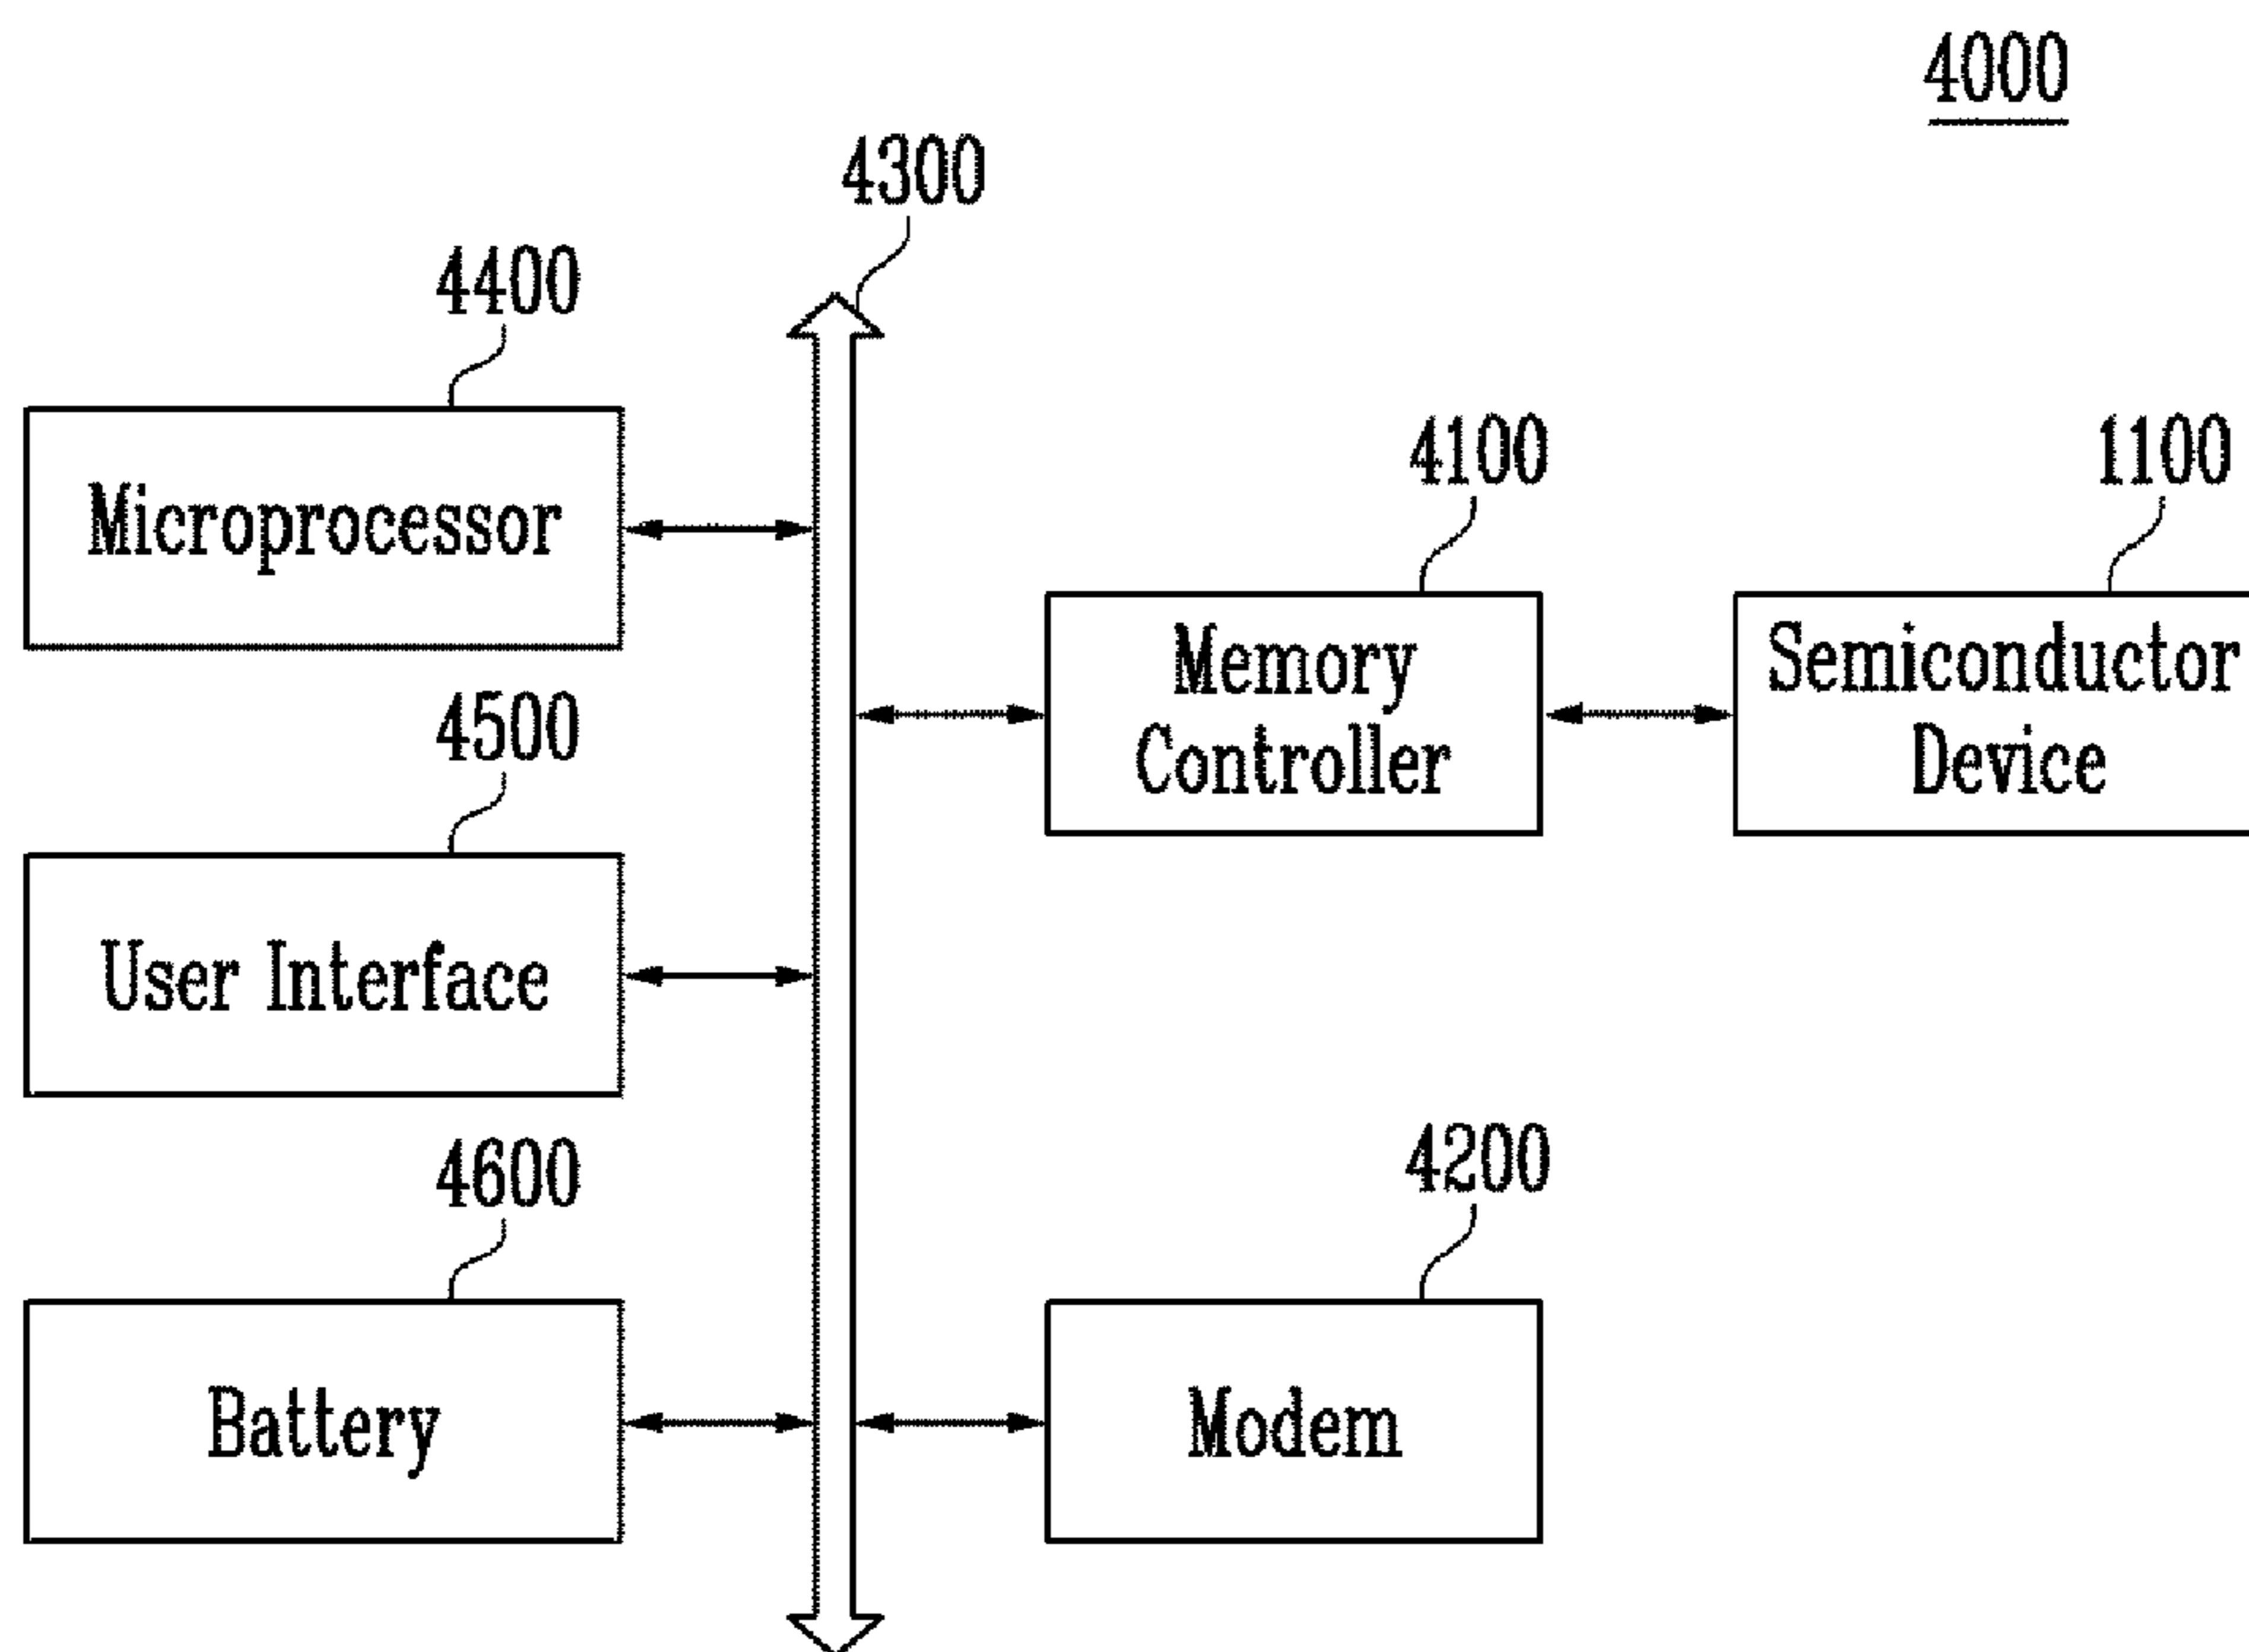 4000
4300
4400
Microprocessor
4100
1100
Memory
Controller
Semiconductor
Device
4500
User Interface
4600
Battery
4200
Modem